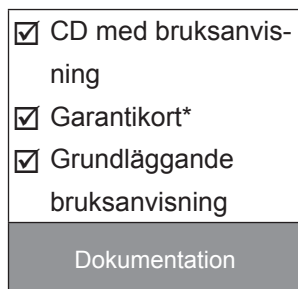 ☑ CD med bruksanvis-
ning
☑ Garantikort*
☑ Grundläggande
bruksanvisning
Dokumentation